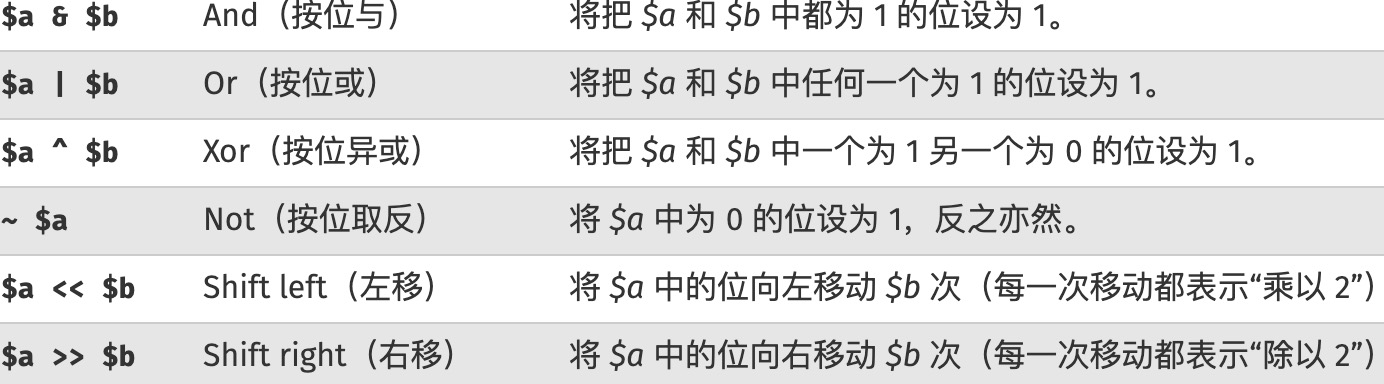 $a & $b And（按位与） 将把 $a 和 $b 中都为 1 的位设为 1。
$a | $b Or（按位或） 将把 $a 和 $b 中任何一个为 1 的位设为 1。
$a ^ $b Xor（按位异或） 将把 $a 和 $b 中一个为 1 另一个为 0 的位设为 1。
~ $a Not（按位取反） 将 $a 中为 0 的位设为 1，反之亦然。
$a << $b Shift left（左移） 将 $a 中的位向左移动 $b 次（每一次移动都表示“乘以 2”）
$a >> $b Shift right（右移） 将 $a 中的位向右移动 $b 次（每一次移动都表示“除以 2”）